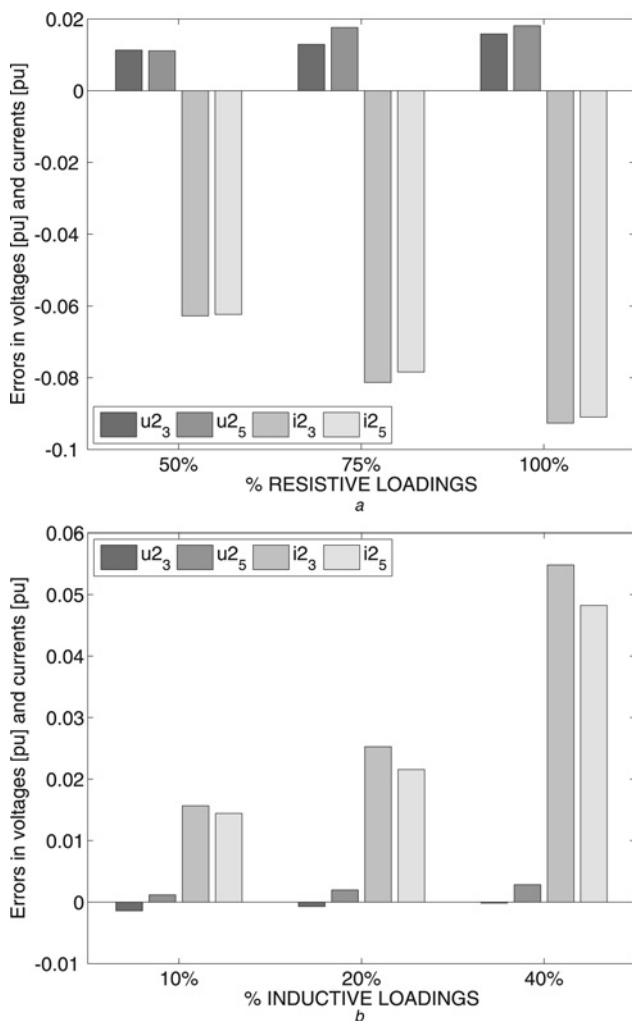 Errors in voltages [pu] and currents [pu]
0.02
0
-0.02
-0.04
-0.06
-0.08
-0.1
u2₃ u2₅ i2₃ i2₅
50% 75% 100%
% RESISTIVE LOADINGS
a
Errors in voltages [pu] and currents [pu]
0.06
0.05
0.04
0.03
0.02
0.01
0
-0.01
u2₃ u2₅ i2₃ i2₅
10% 20% 40%
% INDUCTIVE LOADINGS
b